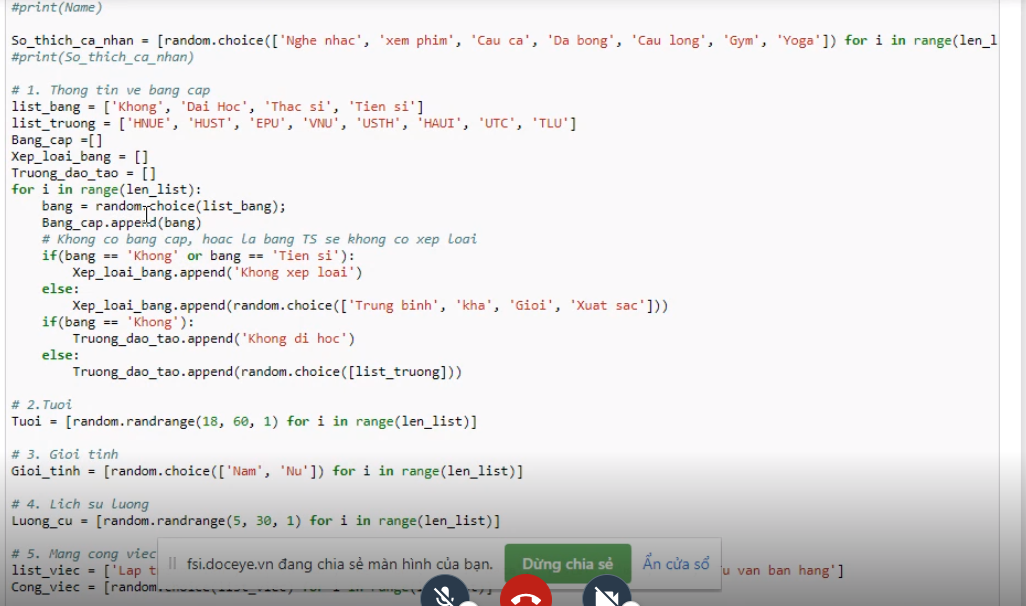 #print(Name)
So_thich_ca_nhan = [random.choice(['Nghe nhac', 'xem phim', 'Cau ca', 'Da bong', 'Cau long', 'Gym', 'Yoga']) for i in range(len_l
#print(So_thich_ca_nhan)
# 1. Thong tin ve bang cap
list_bang = ['Khong', 'Dai Hoc', 'Thac si', 'Tien si']
list_truong = ['HNUE', 'HUST', 'EPU', 'VNU', 'USTH', 'HAUI', 'UTC', 'TLU']
Bang_cap =[]
Xep_loai_bang = []
Truong_dao_tao = []
for i in range(len_list):
    bang = random.choice(list_bang);
    Bang_cap.append(bang)
    # Khong co bang cap, hoac la bang TS se khong co xep loai
    if(bang == 'Khong' or bang == 'Tien si'):
        Xep_loai_bang.append('Khong xep loai')
    else:
        Xep_loai_bang.append(random.choice(['Trung binh', 'kha', 'Gioi', 'Xuat sac']))
    if(bang == 'Khong'):
        Truong_dao_tao.append('Khong di hoc')
    else:
        Truong_dao_tao.append(random.choice([list_truong]))
# 2.Tuoi
Tuoi = [random.randrange(18, 60, 1) for i in range(len_list)]
# 3. Gioi tinh
Gioi_tinh = [random.choice(['Nam', 'Nu']) for i in range(len_list)]
# 4. Lich su luong
Luong_cu = [random.randrange(5, 30, 1) for i in range(len_list)]
# 5. Mang cong viec
list_viec = ['Lap t
u van ban hang']
Cong_viec = [random.choice(list_viec) for i in range(len_list)]
fsi.doceye.vn đang chia sẻ màn hình của bạn.
Dừng chia sẻ
Ẩn cửa sổ